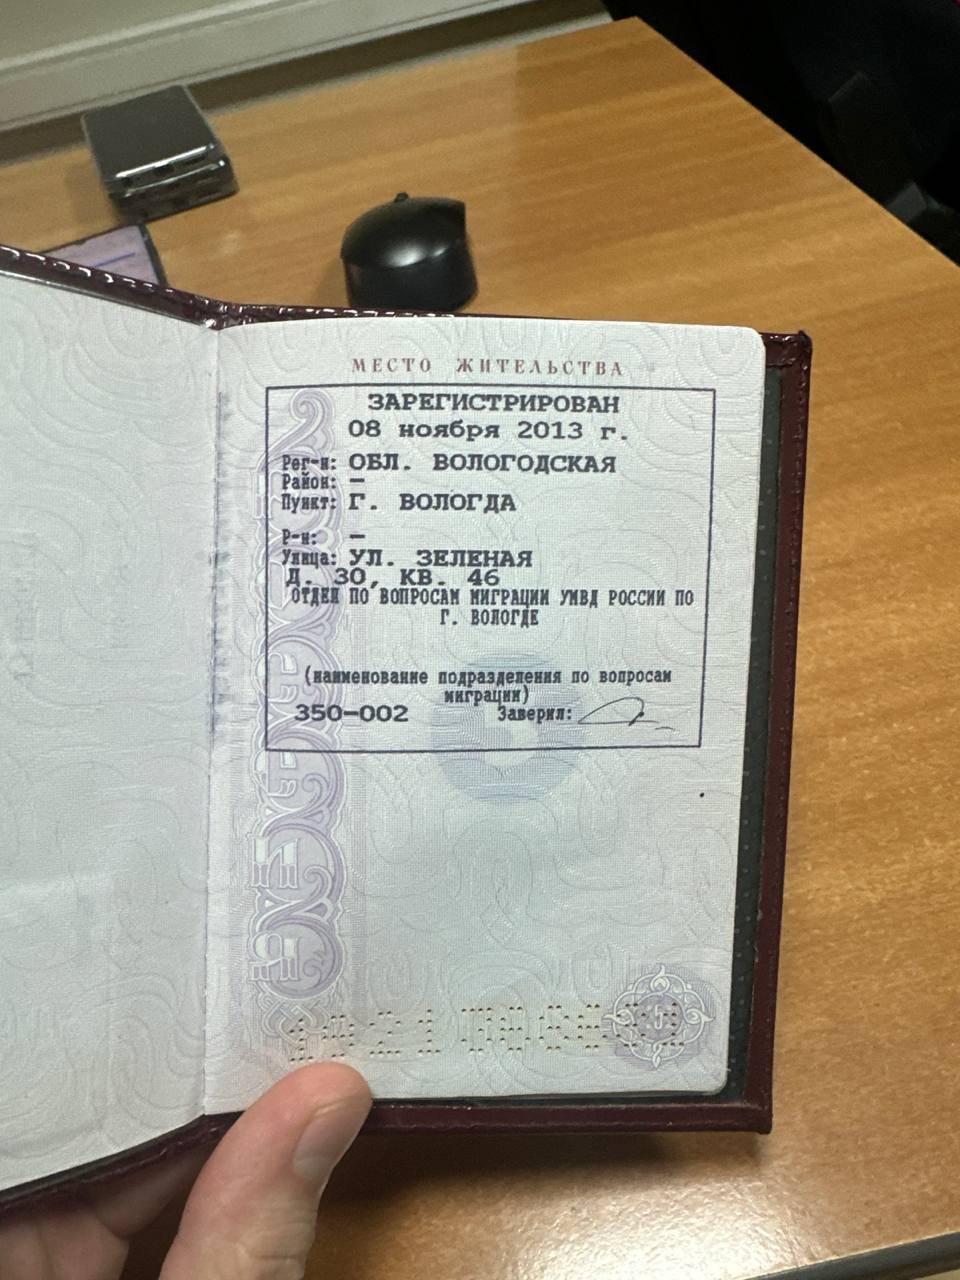 МЕСТО ЖИТЕЛЬСТВА
ЗАРЕГИСТРИРОВАН
08 ноября 2013 г.
Рег-н: ОБЛ. ВОЛОГОДСКАЯ
Район: —
Пункт: Г. ВОЛОГДА
Р-н: —
Улица: УЛ. ЗЕЛЕНАЯ
Д. 30, КВ. 46
ОТДЕЛ ПО ВОПРОСАМ МИГРАЦИИ УМВД РОССИИ ПО
Г. ВОЛОГДЕ
(наименование подразделения по вопросам
миграции)
350-002 Заверил: